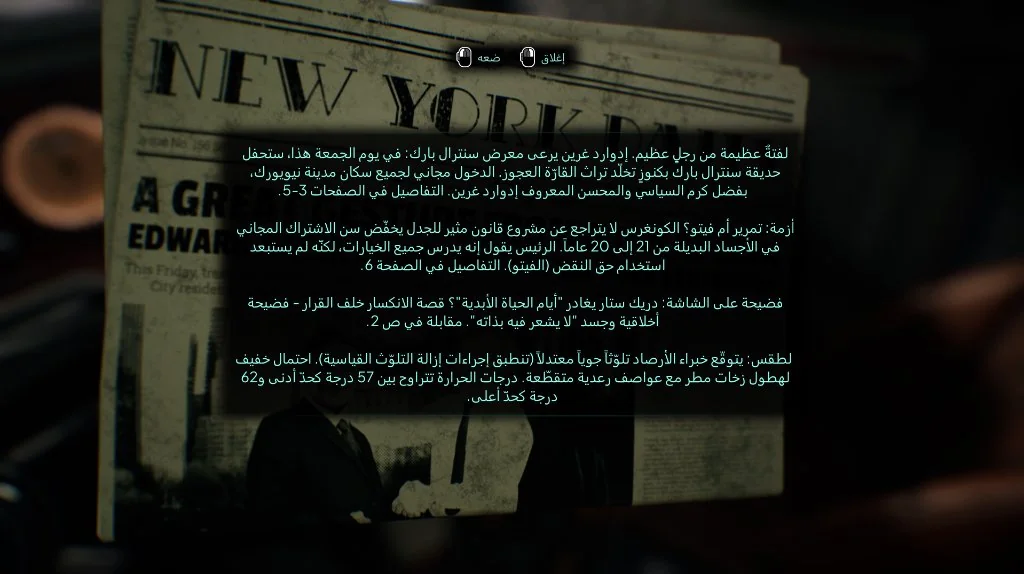 إغلاق ضعه
NEW YORK DAIL
A GRE
EDWAR
This Friday, tre
City reside
لفتةٌ عظيمة من رجلٍ عظيم. إدوارد غرين يرعى معرض سنترال بارك: في يوم الجمعة هذا، ستحفل
حديقة سنترال بارك بكنوزٍ تخلّد تراث القارّة العجوز. الدخول مجاني لجميع سكان مدينة نيويورك،
بفضل كرم السياسي والمحسن المعروف إدوارد غرين. التفاصيل في الصفحات 3-5.
أزمة: تمرير أم فيتو؟ الكونغرس لا يتراجع عن مشروع قانون مثير للجدل يخفّض سن الاشتراك المجاني
في الأجساد البديلة من 21 إلى 20 عاماً. الرئيس يقول إنه يدرس جميع الخيارات، لكنّه لم يستبعد
استخدام حق النقض (الفيتو). التفاصيل في الصفحة 6.
فضيحة على الشاشة: دريك ستار يغادر "أيام الحياة الأبدية"؟ قصة الانكسار خلف القرار – فضيحة
أخلاقية وجسد "لا يشعر فيه بذاته". مقابلة في ص 2.
لطقس: يتوقّع خبراء الأرصاد تلوّثاً جوياً معتدلاً (تنطبق إجراءات إزالة التلوّث القياسية). احتمال خفيف
لهطول زخات مطر مع عواصف رعدية متقطّعة. درجات الحرارة تتراوح بين 57 درجة كحدّ أدنى و62
درجة كحدّ أعلى.